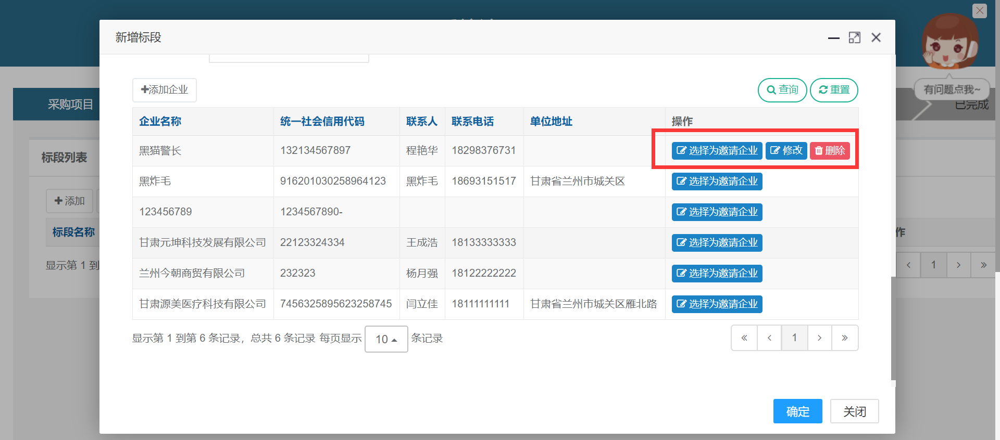 新增标段
有问题点我~
采购项目
已完成
添加企业
查询
重置
企业名称 统一社会信用代码 联系人 联系电话 单位地址 操作
黑猫警长 132134567897 程艳华 18298376731 选择为邀请企业 修改 删除
黑炸毛 916201030258964123 黑炸毛 18693151517 甘肃省兰州市城关区 选择为邀请企业
123456789 1234567890- 选择为邀请企业
甘肃元坤科技发展有限公司 22123324334 王成浩 18133333333 选择为邀请企业
兰州今朝商贸有限公司 232323 杨月强 18122222222 选择为邀请企业
甘肃源美医疗科技有限公司 7456325895623258745 闫立佳 18111111111 甘肃省兰州市城关区雁北路 选择为邀请企业
显示第 1 到第 6 条记录，总共 6 条记录 每页显示 10 条记录
« ‹ 1 › »
确定 关闭
标段列表
添加
标段名称
作
显示第 1 到
‹ 1 › »